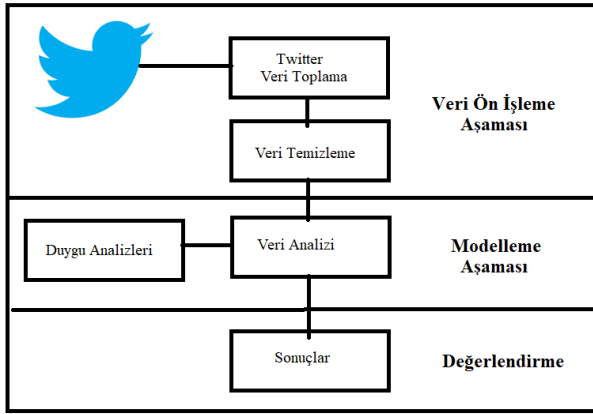 Twitter
Veri Toplama
Veri Ön İşleme
Aşaması
Veri Temizleme
Duygu Analizleri
Veri Analizi
Modelleme
Aşaması
Sonuçlar
Değerlendirme